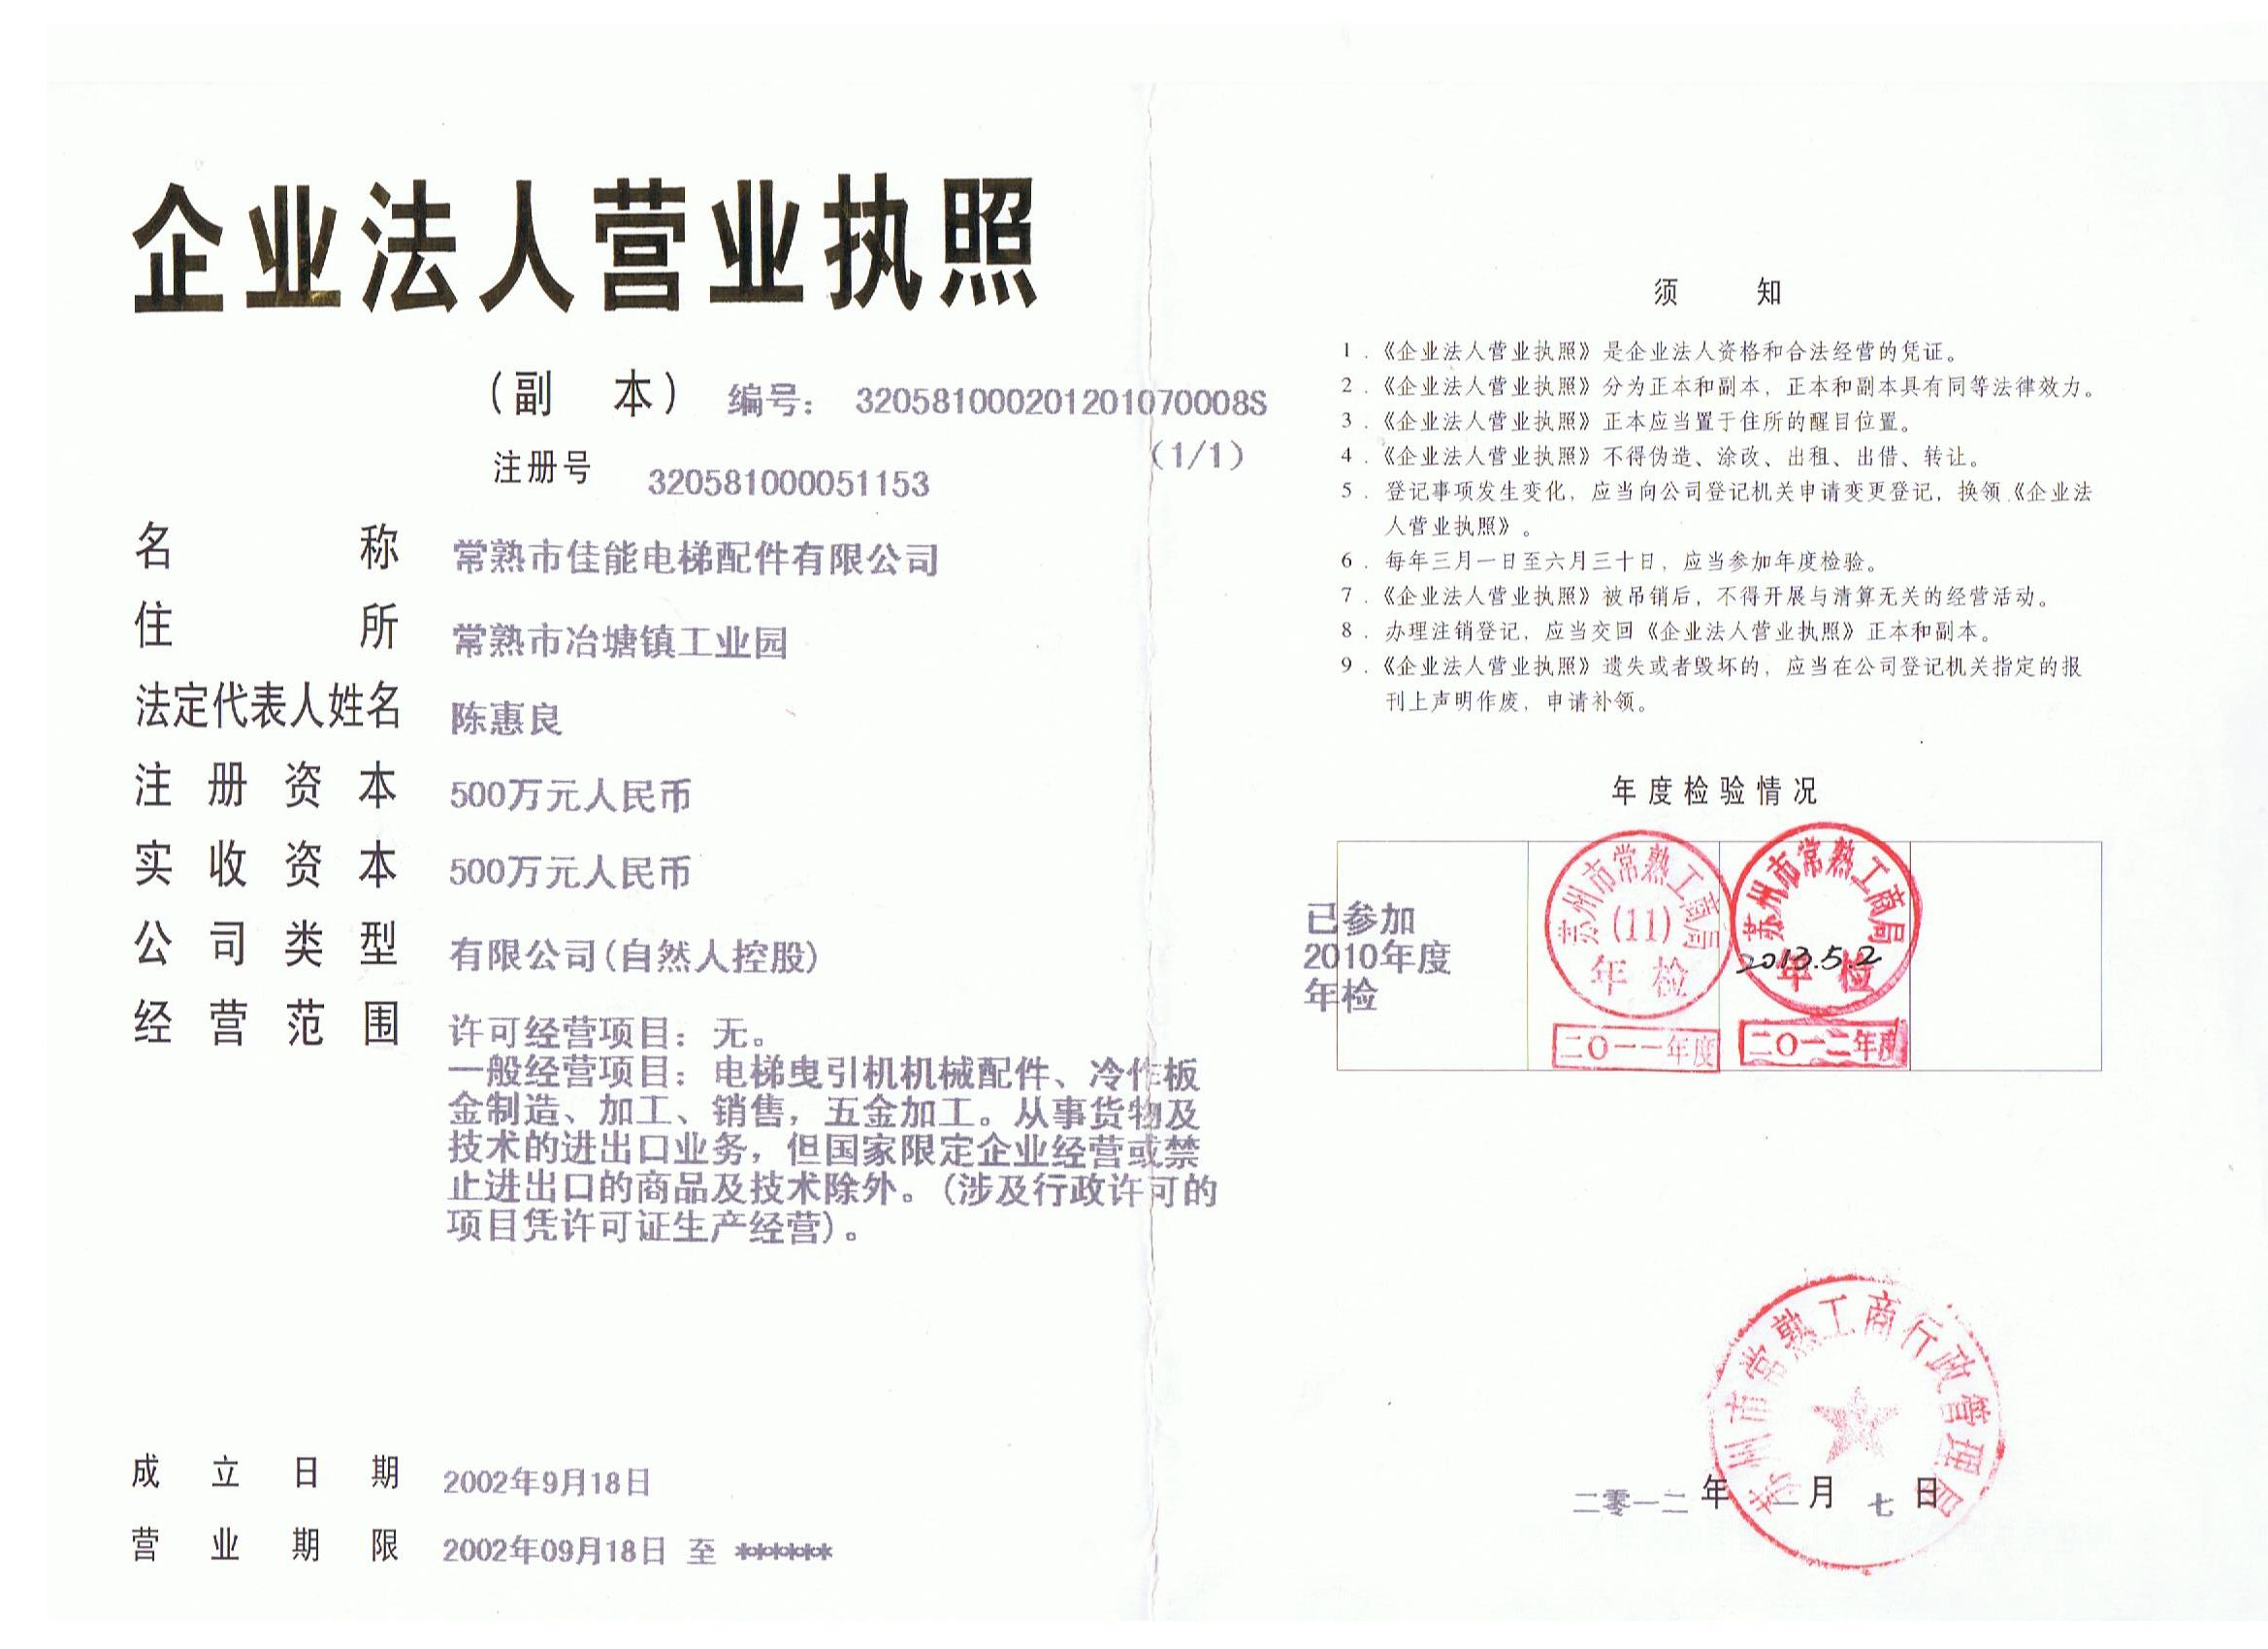 企业法人营业执照
（副 本） 编号： 320581000201201070008S
（1/1）
注册号 320581000051153
名 称 常熟市佳能电梯配件有限公司
住 所 常熟市冶塘镇工业园
法定代表人姓名 陈惠良
注册资本 500万元人民币
实收资本 500万元人民币
公司类型 有限公司(自然人控股)
经营范围 许可经营项目：无。
一般经营项目：电梯曳引机机械配件、冷作板
金制造、加工、销售，五金加工。从事货物及
技术的进出口业务，但国家限定企业经营或禁
止进出口的商品及技术除外。(涉及行政许可的
项目凭许可证生产经营)。
成立日期 2002年9月18日
营业期限 2002年09月18日 至 ******
须 知
1．《企业法人营业执照》是企业法人资格和合法经营的凭证。
2．《企业法人营业执照》分为正本和副本，正本和副本具有同等法律效力。
3．《企业法人营业执照》正本应当置于住所的醒目位置。
4．《企业法人营业执照》不得伪造、涂改、出租、出借、转让。
5．登记事项发生变化，应当向公司登记机关申请变更登记，换领《企业法
人营业执照》。
6．每年三月一日至六月三十日，应当参加年度检验。
7．《企业法人营业执照》被吊销后，不得开展与清算无关的经营活动。
8．办理注销登记，应当交回《企业法人营业执照》正本和副本。
9．《企业法人营业执照》遗失或者毁坏的，应当在公司登记机关指定的报
刊上声明作废，申请补领。
年度检验情况
已参加
2010年度
年检
苏州市常熟工商局
(11)
年检
二〇一一年度
苏州市常熟工商局
2013.5.2
年检
二〇一二年度
苏州市常熟工商行政管理局
二零一二 年 月 七 日